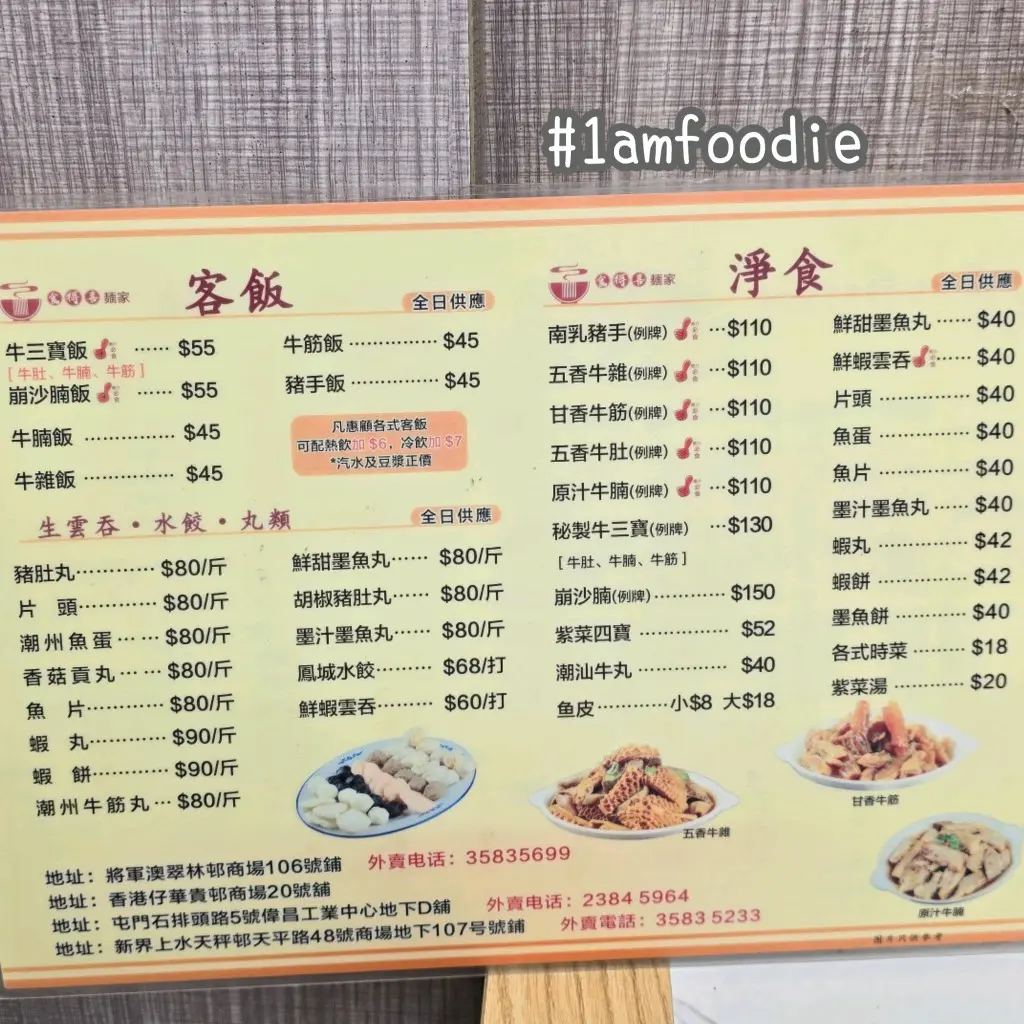 #1amfoodie
麵家
客飯
全日供應
牛三寶飯 ······ $55
[牛肚、牛腩、牛筋]
崩沙腩飯 ······ $55
牛腩飯 ·············· $45
牛雜飯 ·············· $45
牛筋飯 ·············· $45
豬手飯 ·············· $45
凡惠顧各式客飯
可配熱飲加 $6，冷飲加 $7
*汽水及豆漿正價
生雲吞·水餃·丸類
全日供應
豬肚丸············ $80/斤
片 頭············ $80/斤
潮州魚蛋······ $80/斤
香菇貢丸······ $80/斤
魚 片············ $80/斤
蝦 丸············ $90/斤
蝦 餅············ $90/斤
潮州牛筋丸··· $80/斤
鮮甜墨魚丸······ $80/斤
胡椒豬肚丸······ $80/斤
墨汁墨魚丸······ $80/斤
鳳城水餃········· $68/打
鮮蝦雲吞········· $60/打
麵家
淨食
全日供應
南乳豬手(例牌) ···$110
五香牛雜(例牌) ···$110
甘香牛筋(例牌) ···$110
五香牛肚(例牌) ···$110
原汁牛腩(例牌) ···$110
秘製牛三寶(例牌) ···$130
[牛肚、牛腩、牛筋]
崩沙腩(例牌)············$150
紫菜四寶 ··············· $52
潮汕牛丸 ··············· $40
鱼皮············小$8 大$18
鮮甜墨魚丸 ······ $40
鮮蝦雲吞 ···$40
片頭 ··············· $40
魚蛋 ··············· $40
魚片 ··············· $40
墨汁墨魚丸 ······ $40
蝦丸 ··············· $42
蝦餅 ··············· $42
墨魚餅 ············ $40
各式時菜 ········· $18
紫菜湯 ············ $20
五香牛雜
甘香牛筋
原汁牛腩
地址：將軍澳翠林邨商場106號鋪 外賣电话：35835699
地址：香港仔華貴邨商場20號舖
地址：屯門石排頭路5號偉昌工業中心地下D舖 外賣电话：2384 5964
地址：新界上水天秤邨天平路48號商場地下107號舖 外賣電話：3583 5233
图片只供參考